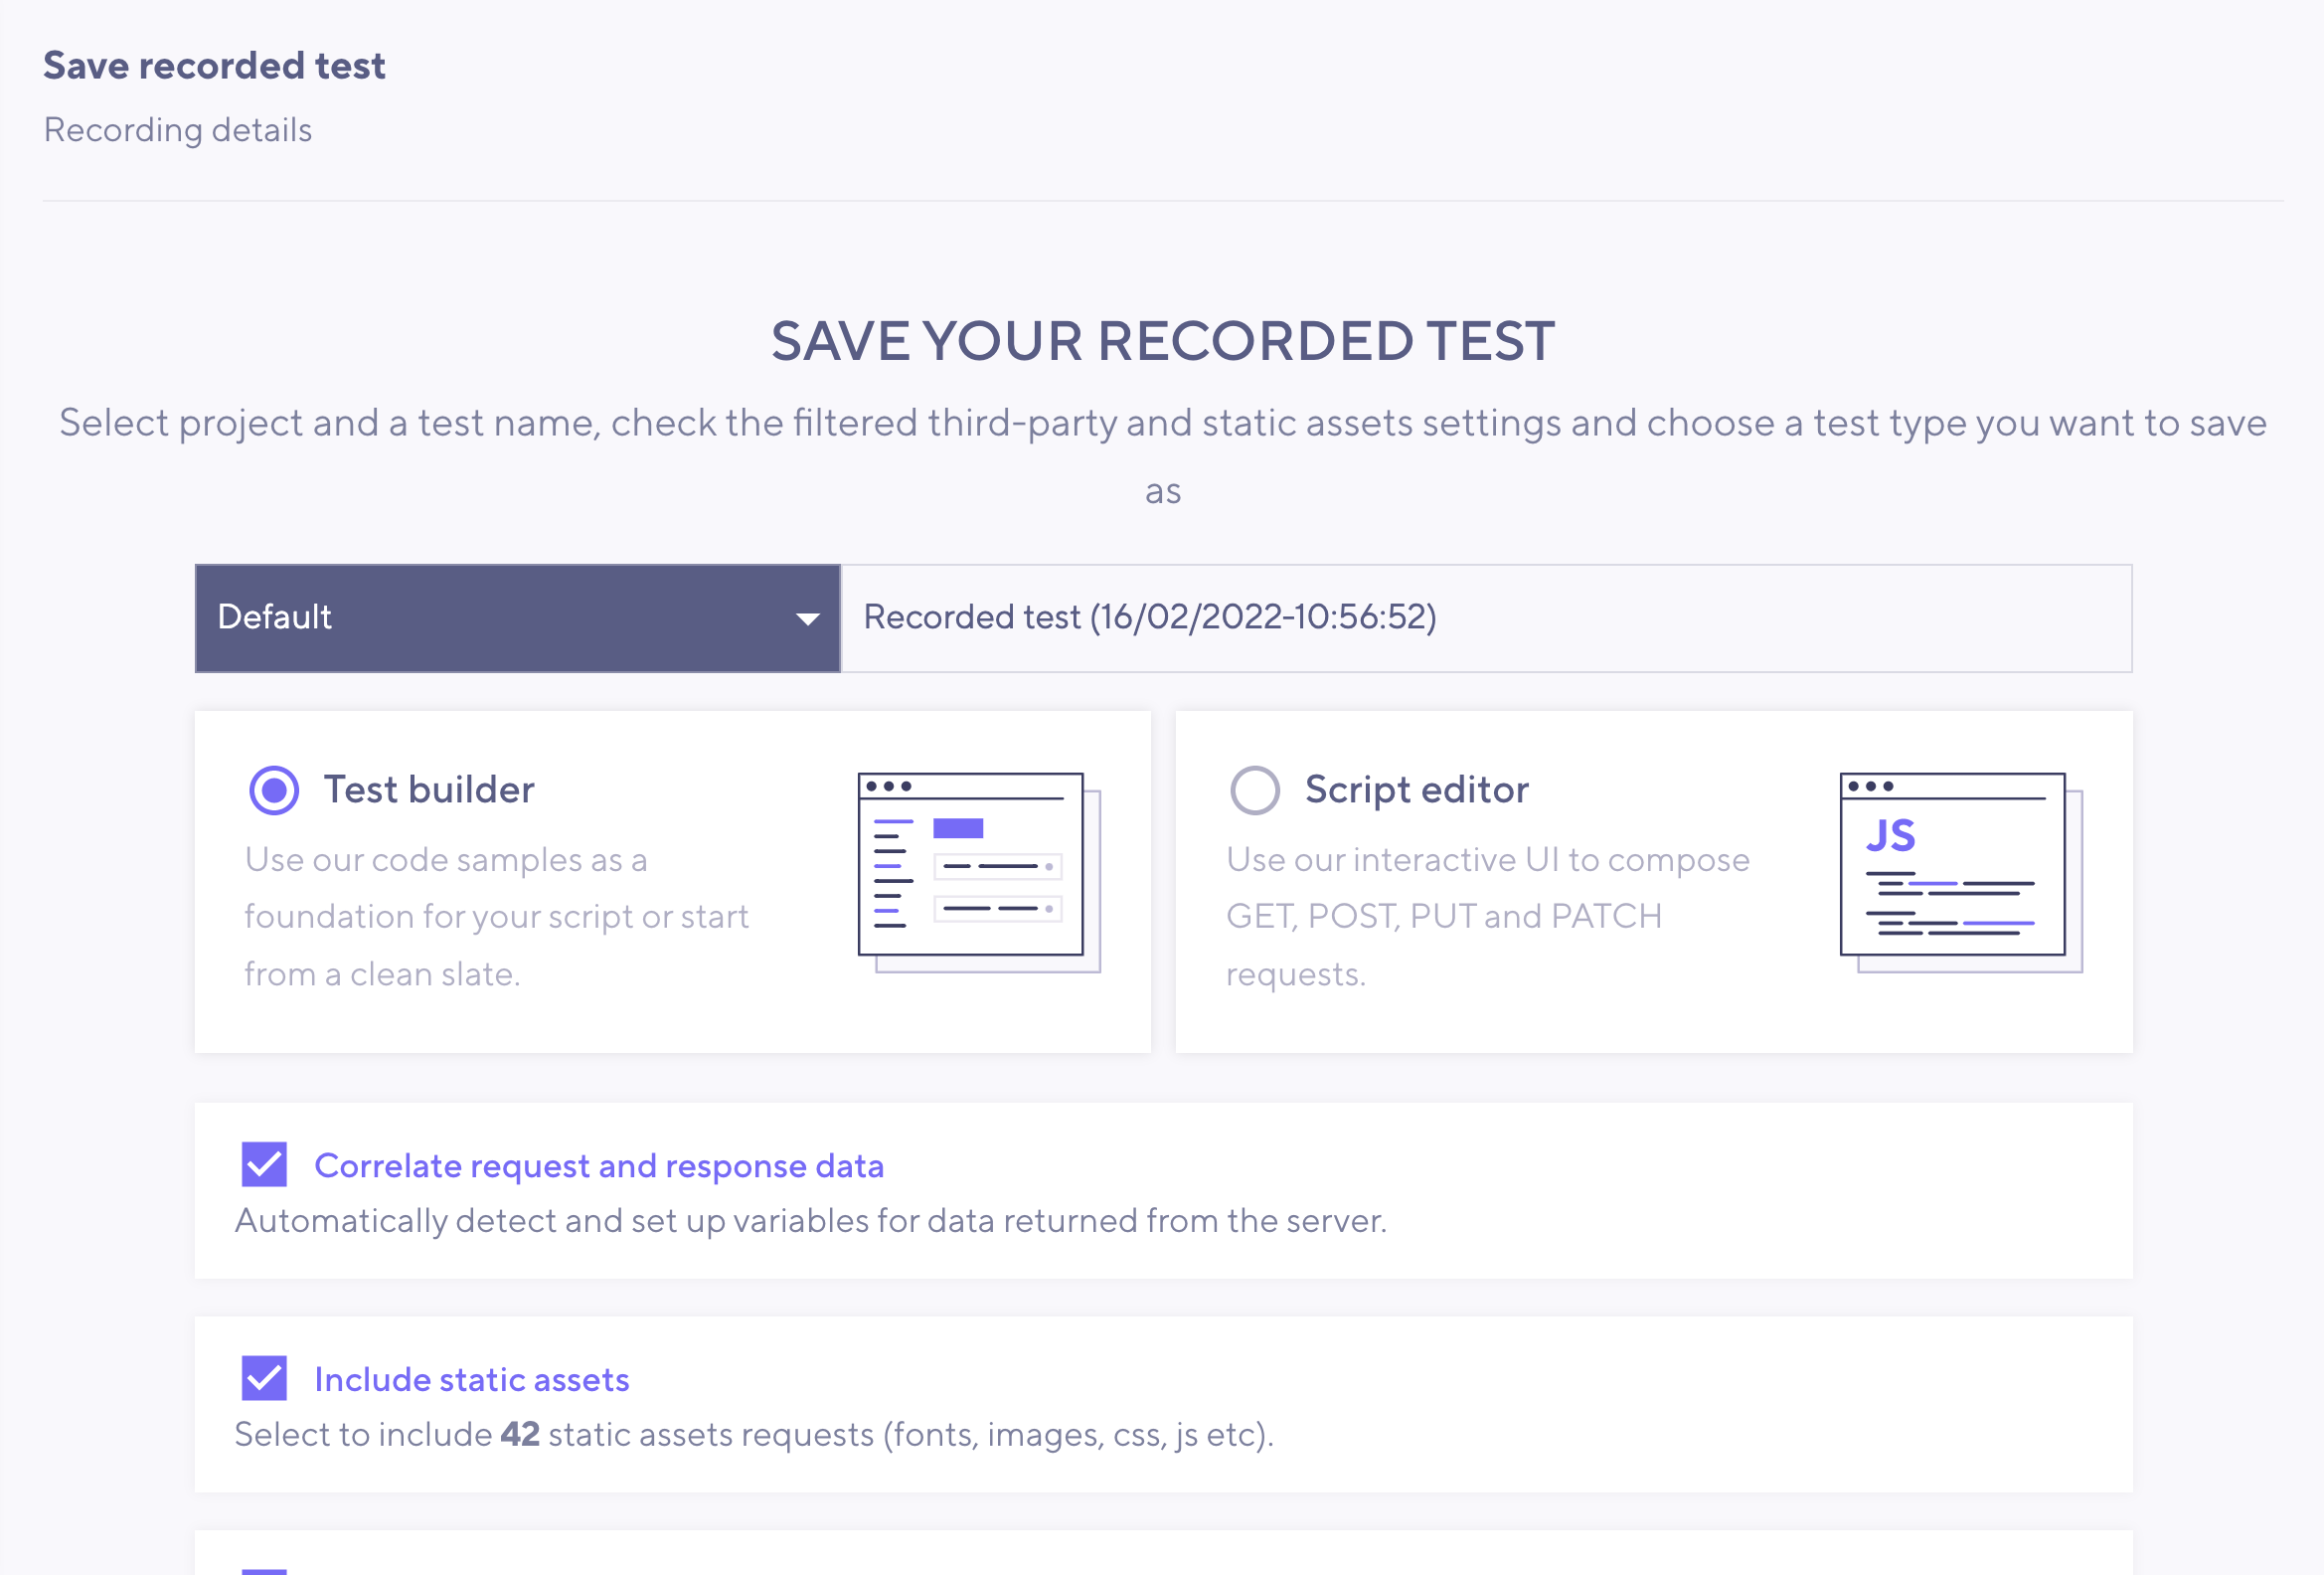 Save recorded test
Recording details
SAVE YOUR RECORDED TEST
Select project and a test name, check the filtered third-party and static assets settings and choose a test type you want to save
as
Default
Recorded test (16/02/2022-10:56:52)
Test builder
Use our code samples as a
foundation for your script or start
from a clean slate.
Script editor
Use our interactive UI to compose
GET, POST, PUT and PATCH
requests.
JS
Correlate request and response data
Automatically detect and set up variables for data returned from the server.
Include static assets
Select to include 42 static assets requests (fonts, images, css, js etc).